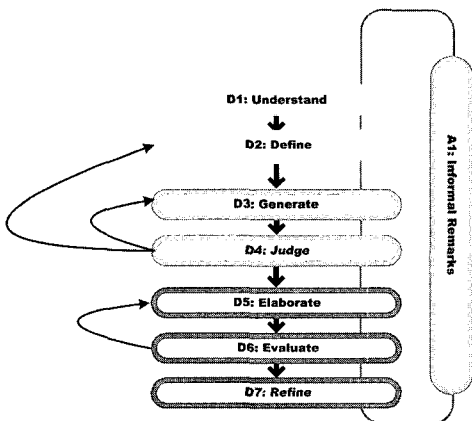 D1: Understand
D2: Define
D3: Generate
D4: Judge
D5: Elaborate
D6: Evaluate
D7: Refine
A1: Informal Remarks